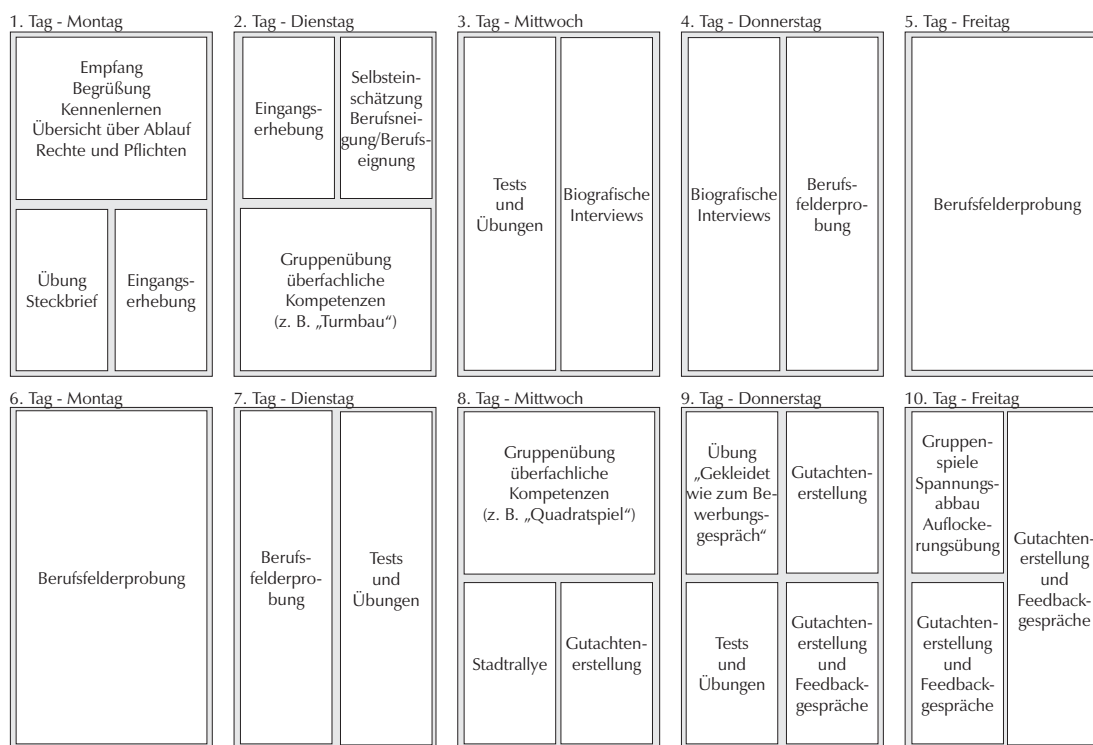 1. Tag - Montag
Empfang
Begrüßung
Kennenlernen
Übersicht über Ablauf
Rechte und Pflichten
Übung
Steckbrief
Eingangs-
erhebung
2. Tag - Dienstag
Eingangs-
erhebung
Selbstein-
schätzung
Berufsnei-
gung/Berufs-
eignung
Gruppenübung
überfachliche
Kompetenzen
(z. B. „Turmbau“)
3. Tag - Mittwoch
Tests
und
Übungen
Biografische
Interviews
4. Tag - Donnerstag
Biografische
Interviews
Berufs-
felderpro-
bung
5. Tag - Freitag
Berufsfelderprobung
6. Tag - Montag
Berufsfelderprobung
7. Tag - Dienstag
Berufs-
felderpro-
bung
Tests
und
Übungen
8. Tag - Mittwoch
Gruppenübung
überfachliche
Kompetenzen
(z. B. „Quadratspiel“)
Stadtrallye
Gutachten-
erstellung
9. Tag - Donnerstag
Übung
„Gekleidet
wie zum Be-
werbungs-
gespräch“
Gutachten-
erstellung
Tests
und
Übungen
Gutachten-
erstellung
und
Feedback-
gespräche
10. Tag - Freitag
Gruppen-
spiele
Spannungs-
abbau
Auflocke-
rungsübung
Gutachten-
erstellung
und
Feedback-
gespräche
Gutachten-
erstellung
und
Feedback-
gespräche